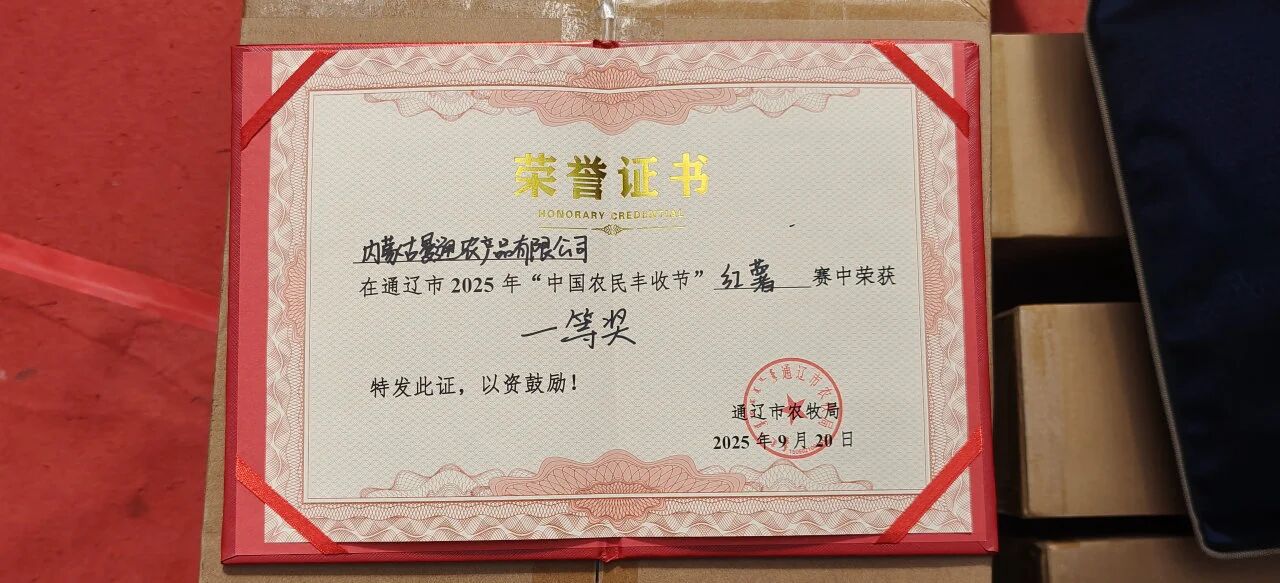 荣誉证书
HONORARY CREDENTIAL
内蒙古晟迎农产品有限公司
在通辽市 2025 年“中国农民丰收节”红薯赛中荣获
一等奖
特发此证，以资鼓励！
通辽市农牧局
2025 年 9 月 20 日